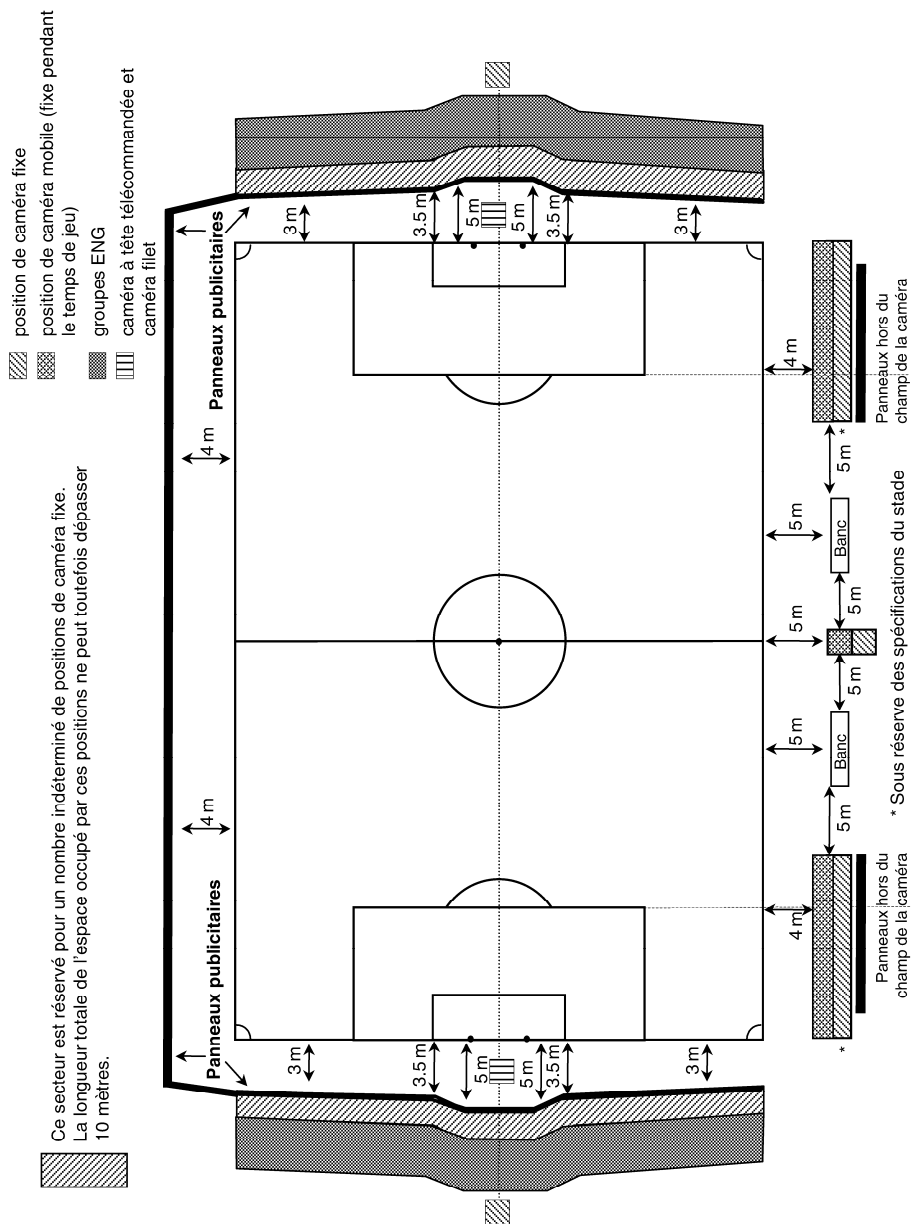 Ce secteur est réservé pour un nombre indéterminé de positions de caméra fixe.
La longueur totale de l'espace occupé par ces positions ne peut toutefois dépasser
10 mètres.
position de caméra fixe
position de caméra mobile (fixe pendant
le temps de jeu)
groupes ENG
caméra à tête télécommandée et
caméra filet
Panneaux publicitaires
4 m
4 m
Panneaux publicitaires
3 m
3.5 m
5 m
5 m
3.5 m
3 m
3 m
3.5 m
5 m
5 m
3.5 m
3 m
4 m
5 m
5 m
5 m
4 m
*
5 m
Banc
5 m
5 m
Banc
5 m
*
Panneaux hors du
champ de la caméra
Panneaux hors du
champ de la caméra
* Sous réserve des spécifications du stade